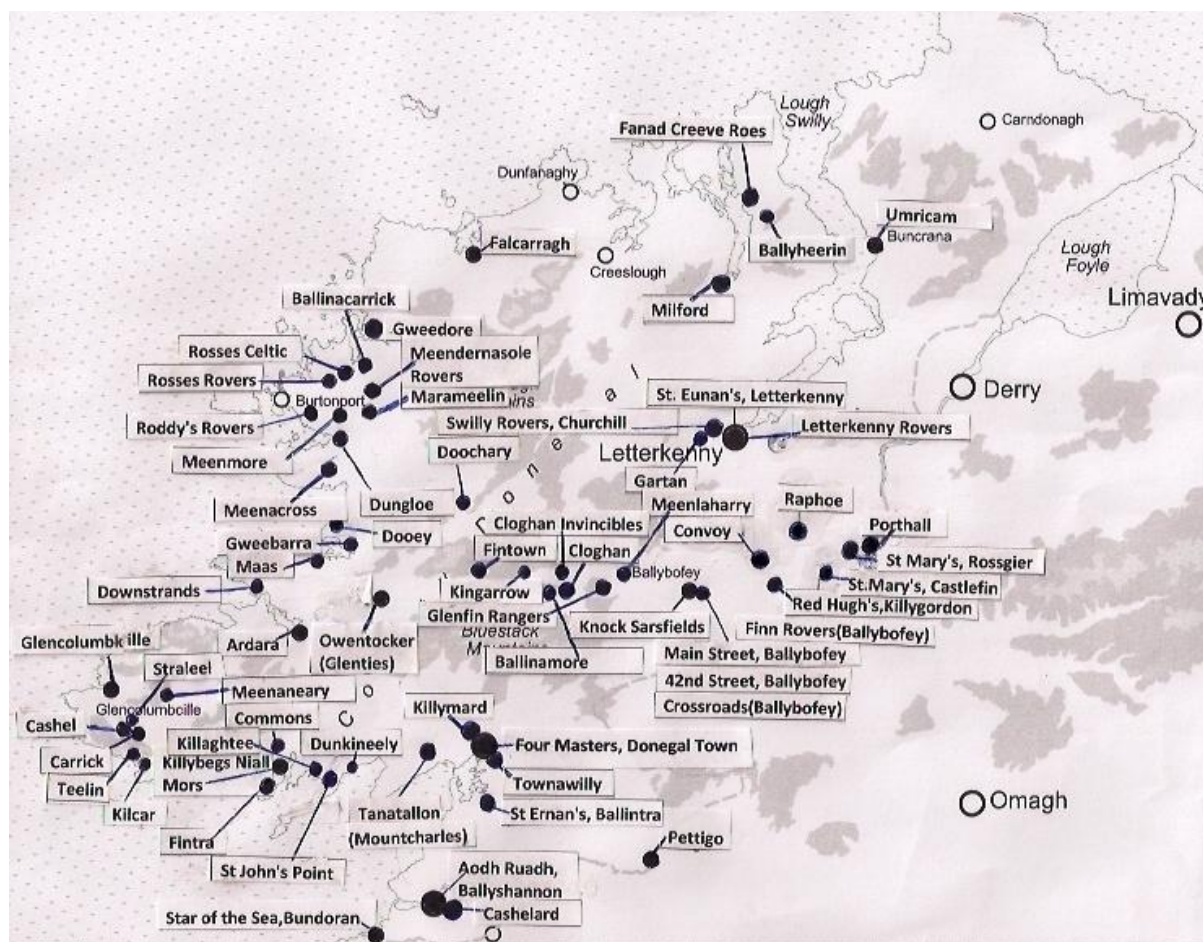 Lough
Swilly
Carndonagh
Fanad Creeve Roes
Dunfanaghy
Umricam
Buncrana
Falcarragh
Ballyheerin
Lough
Foyle
Creeslough
Limavady
Milford
Ballinacarrick
Gweedore
Rosses Celtic
Meendernasole
Rovers
Rosses Rovers
Derry
Burtonport
Marameelin
St. Eunan's, Letterkenny
Roddy's Rovers
Swilly Rovers, Churchill
Letterkenny Rovers
Meenmore
Doochary
Letterkenny
Gartan
Meenacross
Dungloe
Meenlaharry
Raphoe
Cloghan Invincibles
Convoy
Porthall
Dooey
Gweebarra
Fintown
Cloghan
St Mary's, Rossgier
Maas
Ballybofey
Downstrands
Kingarrow
St.Mary's, Castlefin
Red Hugh's,Killygordon
Glenfin Rangers
Knock Sarsfields
Finn Rovers(Ballybofey)
Glencolumbkille
Ardara
Owentocker
(Glenties)
Bluestack
Ballinamore
Main Street, Ballybofey
Straleel
42nd Street, Ballybofey
Meenaneary
Crossroads(Ballybofey)
Glencolumbcille
Commons
Killymard
Cashel
Killaghtee
Dunkineely
Four Masters, Donegal Town
Carrick
Killybegs Niall
Mors
Teelin
Townawilly
Kilcar
Tanatallon
(Mountcharles)
St Ernan's, Ballintra
Omagh
Fintra
Pettigo
St John's Point
Aodh Ruadh,
Ballyshannon
Star of the Sea,Bundoran
Cashelard